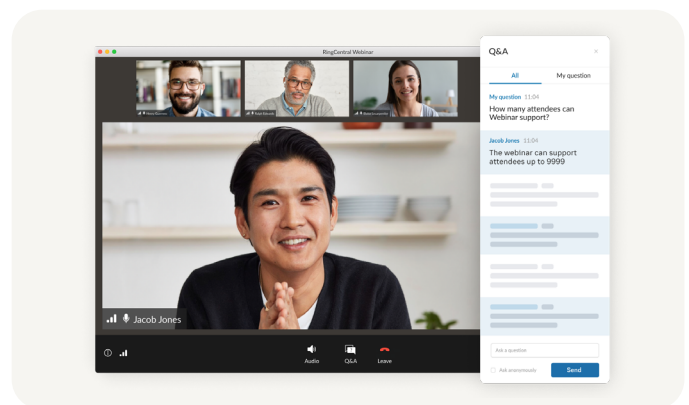 RingCentral Webinar
Jacob Jones
Audio
Q&A
Leave
Q&A
×
All
My question
My question 11:04
How many attendees can
Webinar support?
Jacob Jones 11:04
The webinar can support
attendees up to 9999
Ask a question
Ask anonymously
Send